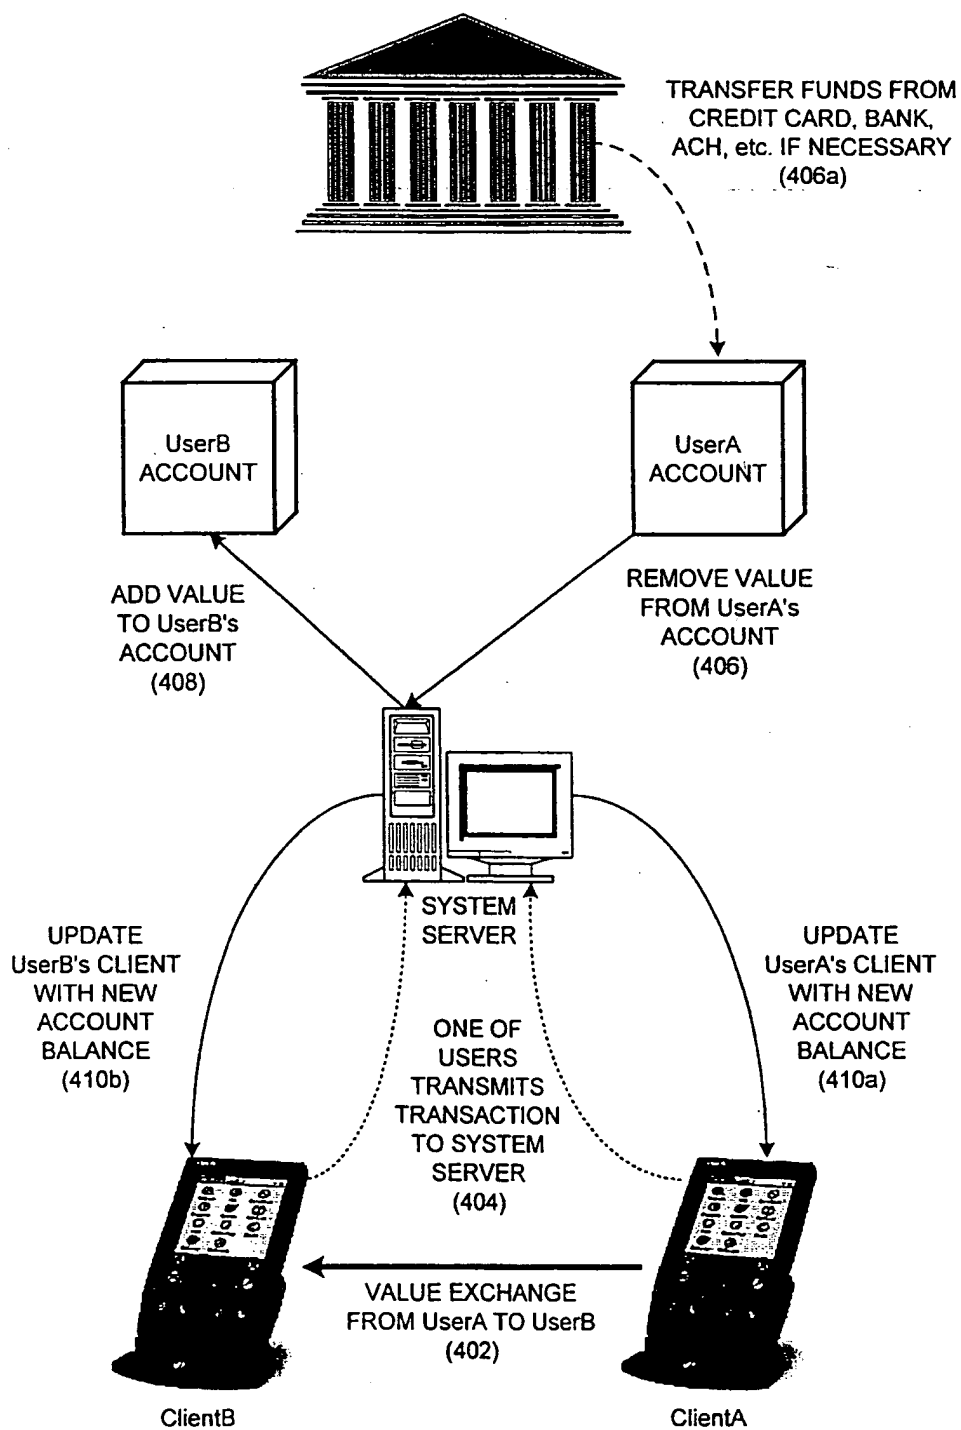 TRANSFER FUNDS FROM
CREDIT CARD, BANK,
ACH, etc. IF NECESSARY
(406a)
UserB
ACCOUNT
UserA
ACCOUNT
ADD VALUE
TO UserB's
ACCOUNT
(408)
REMOVE VALUE
FROM UserA's
ACCOUNT
(406)
SYSTEM
SERVER
UPDATE
UserB's CLIENT
WITH NEW
ACCOUNT
BALANCE
(410b)
ONE OF
USERS
TRANSMITS
TRANSACTION
TO SYSTEM
SERVER
(404)
UPDATE
UserA's CLIENT
WITH NEW
ACCOUNT
BALANCE
(410a)
VALUE EXCHANGE
FROM UserA TO UserB
(402)
ClientB
ClientA